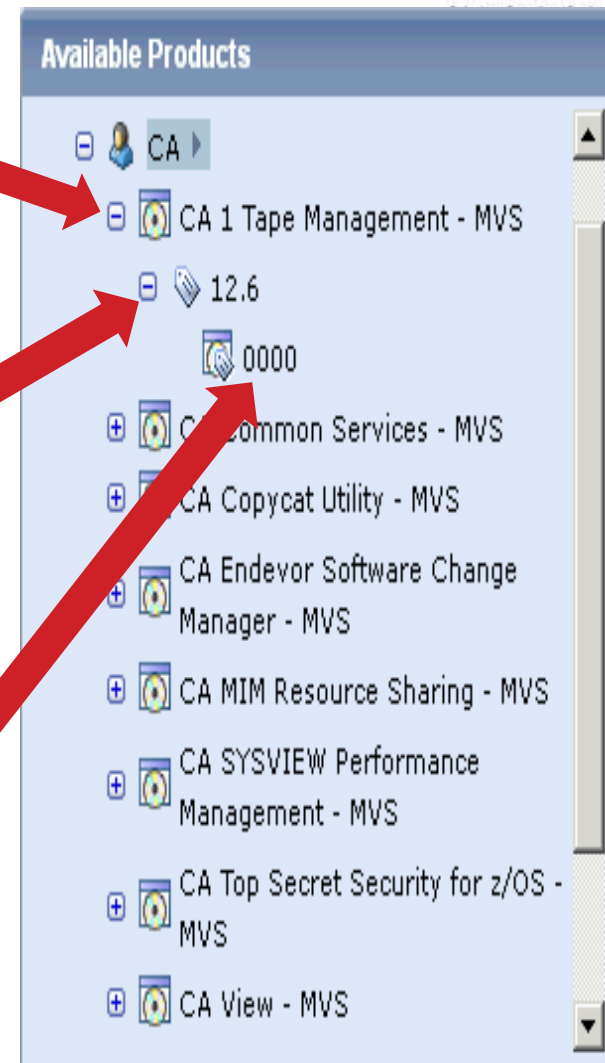 Available Products
CA
CA 1 Tape Management - MVS
12.6
0000
CA Common Services - MVS
CA Copycat Utility - MVS
CA Endevor Software Change
Manager - MVS
CA MIM Resource Sharing - MVS
CA SYSVIEW Performance
Management - MVS
CA Top Secret Security for z/OS -
MVS
CA View - MVS